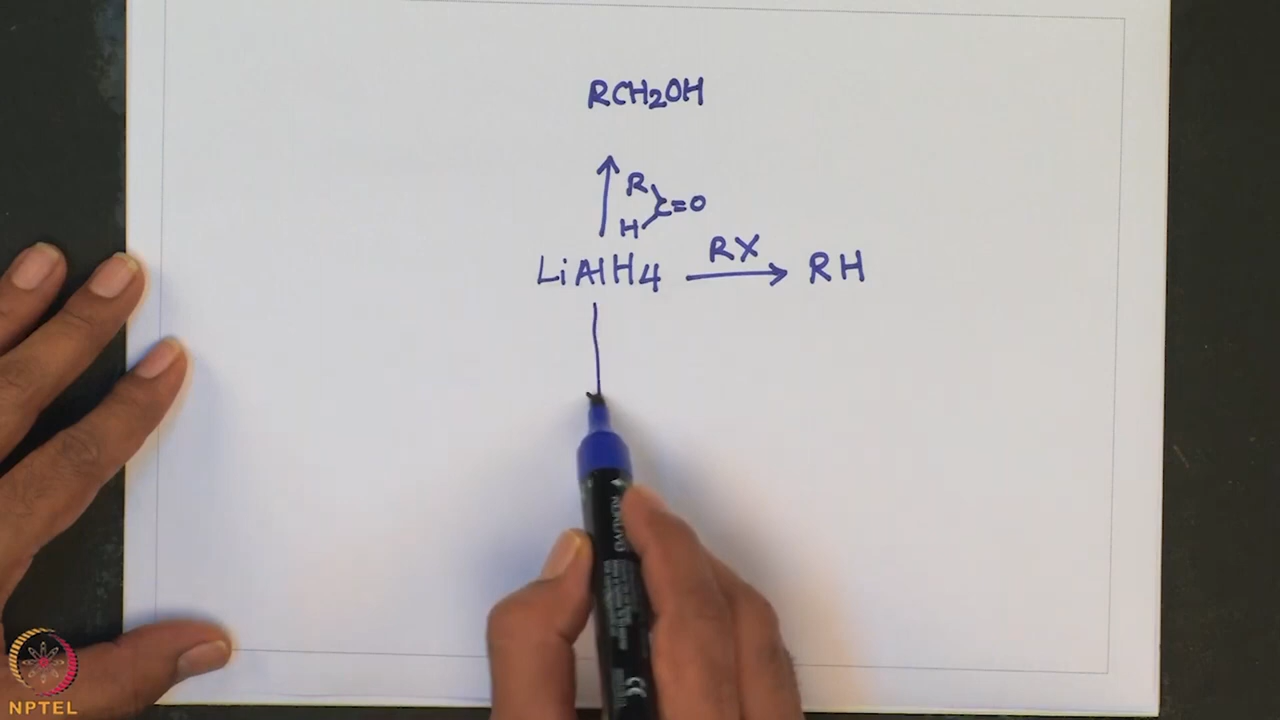 RCH2OH
R
C=O
H
RX
LiAlH4 → RH
NPTEL